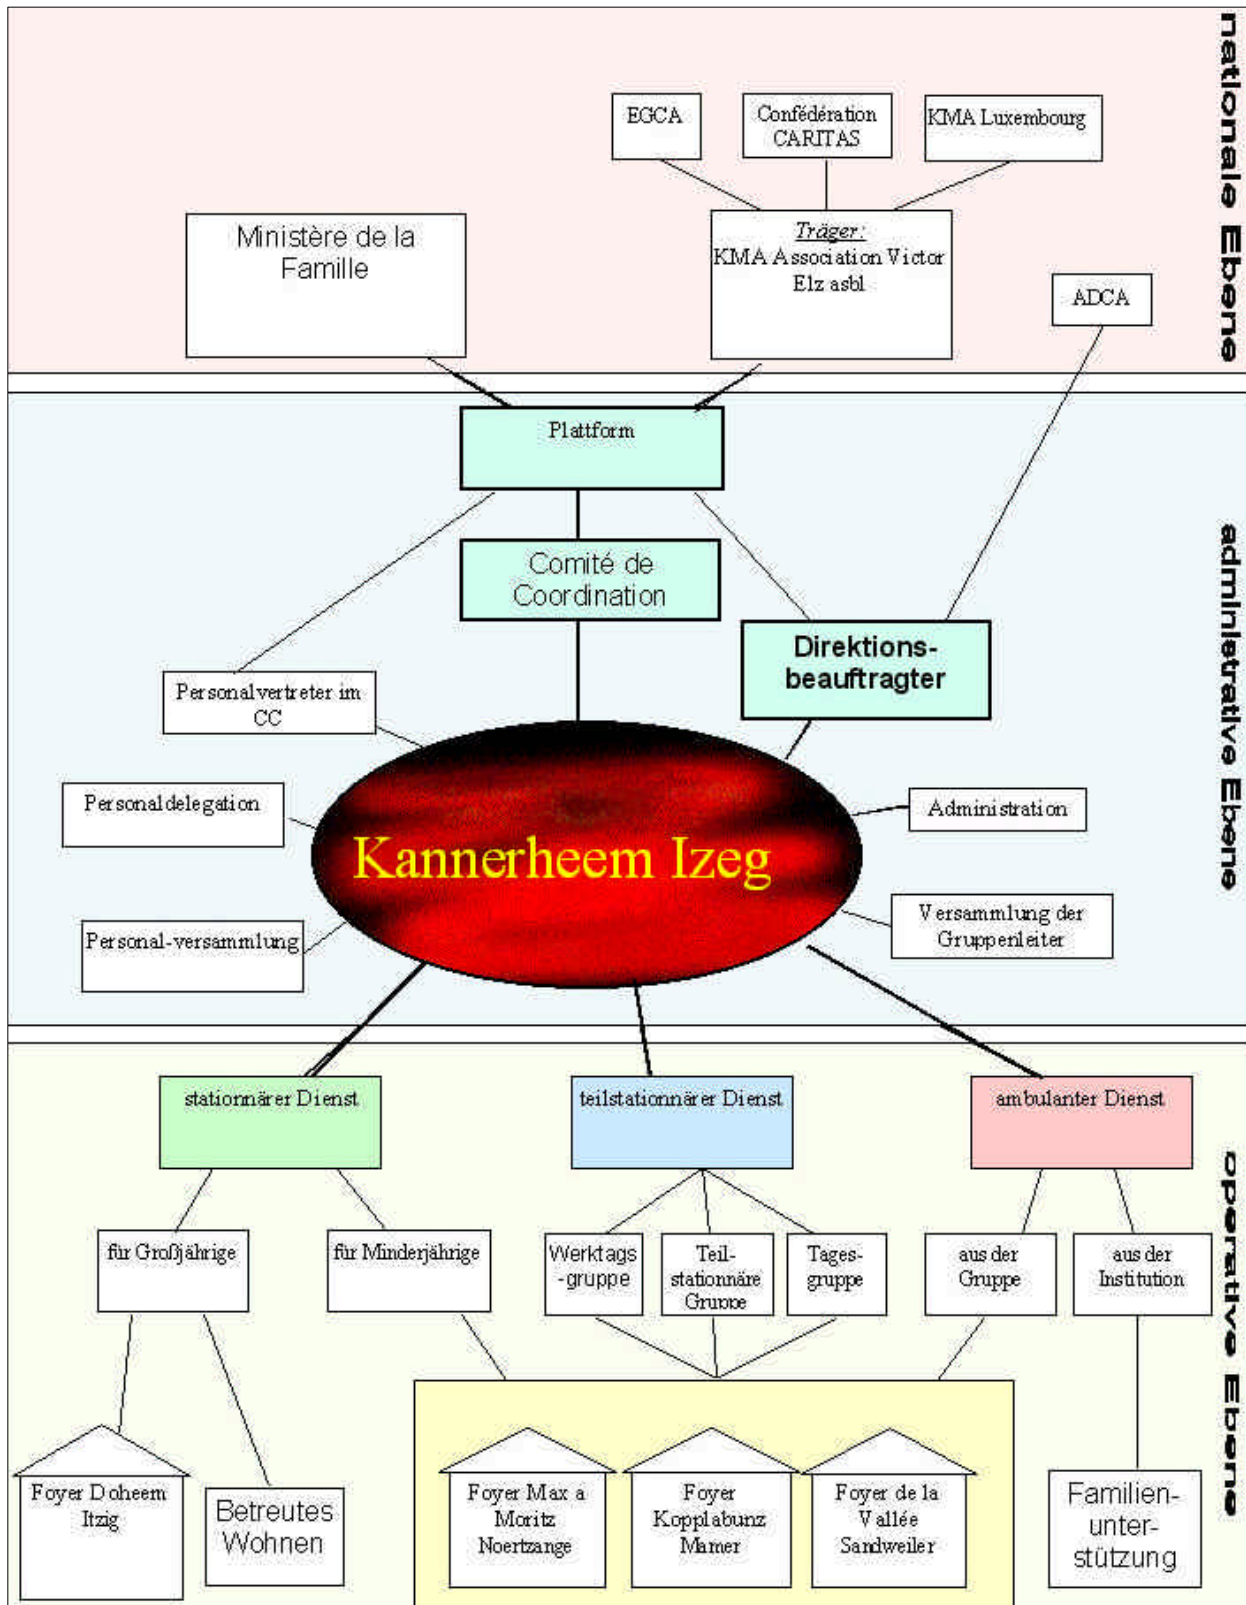 nationale Ebene
EGCA
Confédération
CARITAS
KMA Luxembourg
Ministère de la
Famille
Träger:
KMA Association Victor
Elz asbl
ADCA
administrative Ebene
Plattform
Comité de
Coordination
Direktions-
beauftragter
Personalvertreter im
CC
Personaldelegation
Administration
Kannerheem Izeg
Personal-versammlung
Versammlung der
Gruppenleiter
operative Ebene
stationnärer Dienst
teilstationnärer Dienst
ambulanter Dienst
für Großjährige
für Minderjährige
Werktags
-gruppe
Teil-
stationnäre
Gruppe
Tages-
gruppe
aus der
Gruppe
aus der
Institution
Foyer Doheem
Itzig
Betreutes
Wohnen
Foyer Max a
Moritz
Noertzange
Foyer
Kopplabunz
Mamer
Foyer de la
Vallée
Sandweiler
Familien-
unter-
stützung